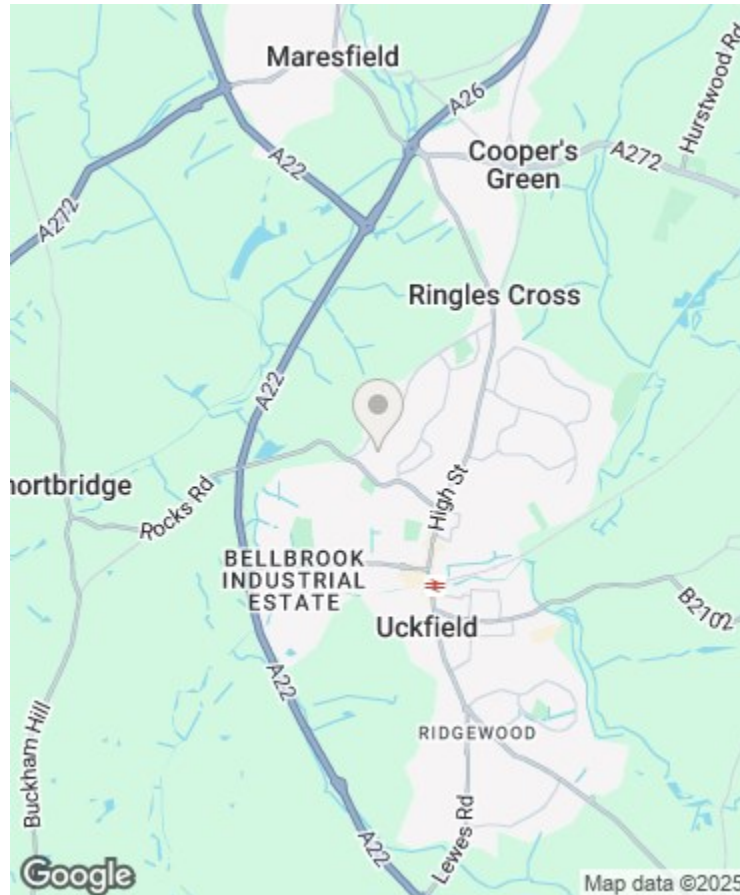 Maresfield
A26
Hurstwood Rd
A22
Cooper's
Green
A272
A272
Ringles Cross
A22
hortbridge
Rocks Rd
High St
BELLBROOK
INDUSTRIAL
ESTATE
Uckfield
B2102
A22
RIDGEWOOD
Buckham Hill
Lewes Rd
A22
Google
Map data ©2025